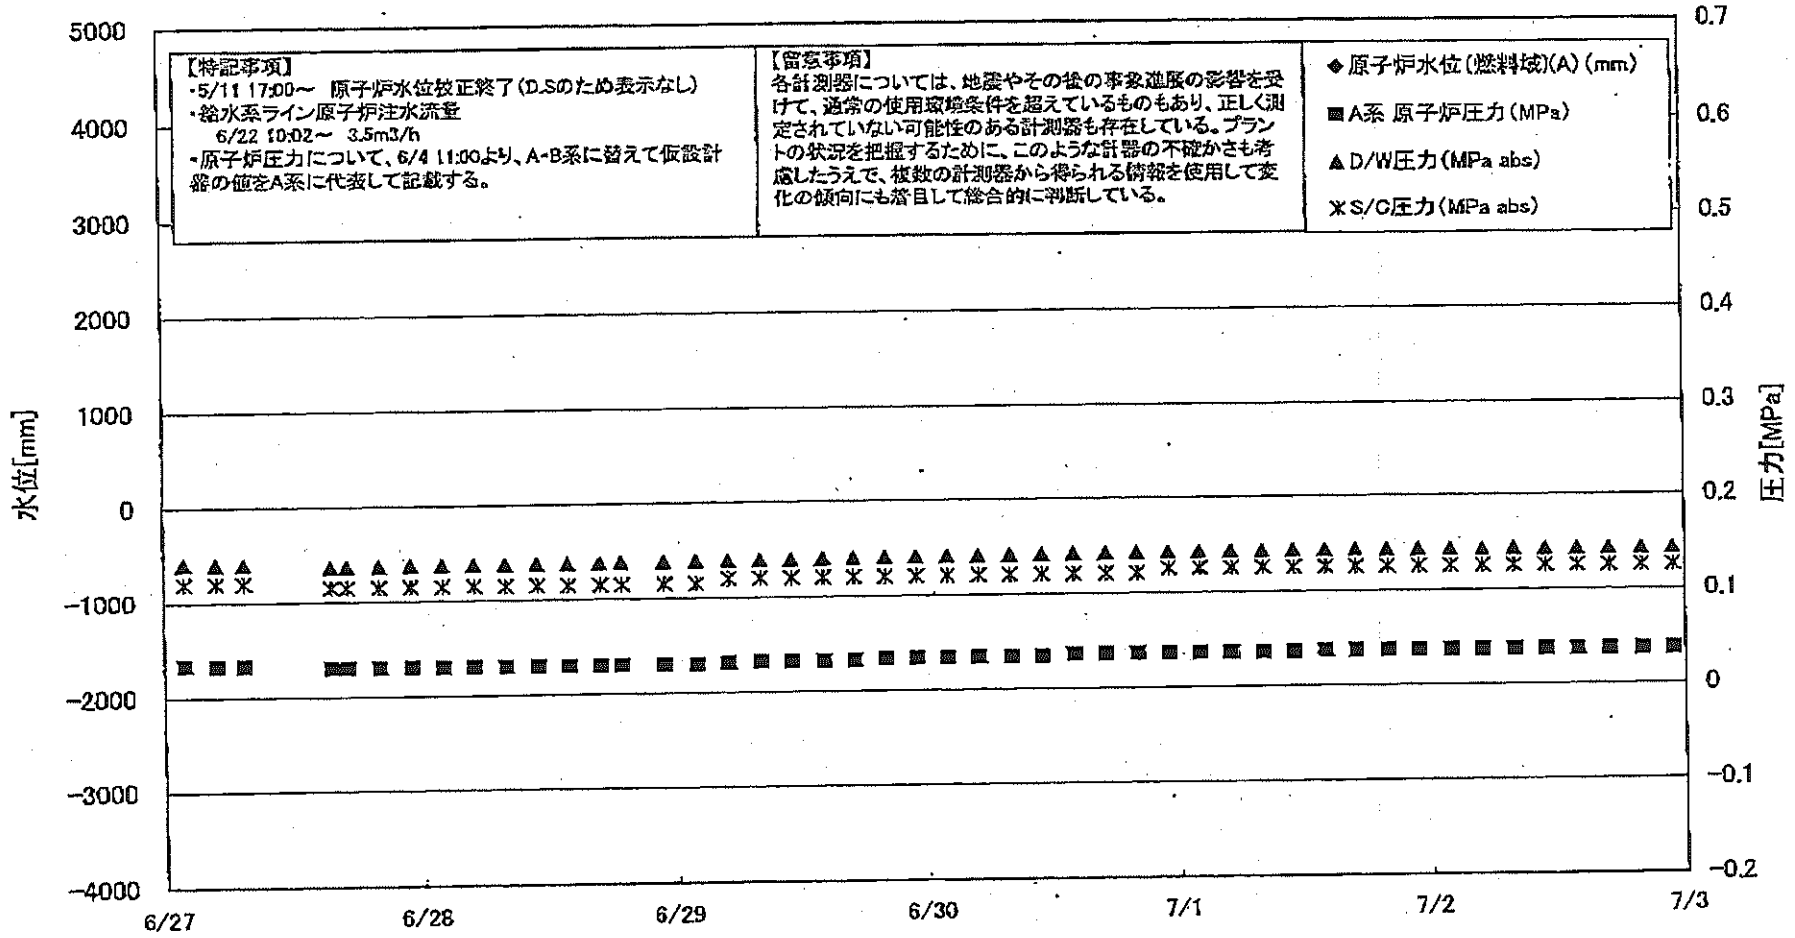 【特記事項】
・5/11 17:00～ 原子炉水位校正終了(D.Sのため表示なし)
・給水系ライン原子炉注水流量
6/22 10:02～ 3.5m3/h
・原子炉圧力について、6/4 11:00より、A・B系に替えて仮設計
器の値をA系に代表して記載する。
【留意事項】
各計測器については、地震やその後の事象進展の影響を受
けて、通常の使用環境条件を超えているものもあり、正しく測
定されていない可能性のある計測器も存在している。プラン
トの状況を把握するために、このような計器の不確かさも考
慮したうえで、複数の計測器から得られる情報を使用して変
化の傾向にも着目して総合的に判断している。
◆原子炉水位(燃料域)(A)(mm)
■A系 原子炉圧力(MPa)
▲D/W圧力(MPa abs)
ж S/C圧力(MPa abs)
水位[mm]
5000
4000
3000
2000
1000
0
-1000
-2000
-3000
-4000
圧力[MPa]
0.7
0.6
0.5
0.4
0.3
0.2
0.1
0
-0.1
-0.2
6/27
6/28
6/29
6/30
7/1
7/2
7/3